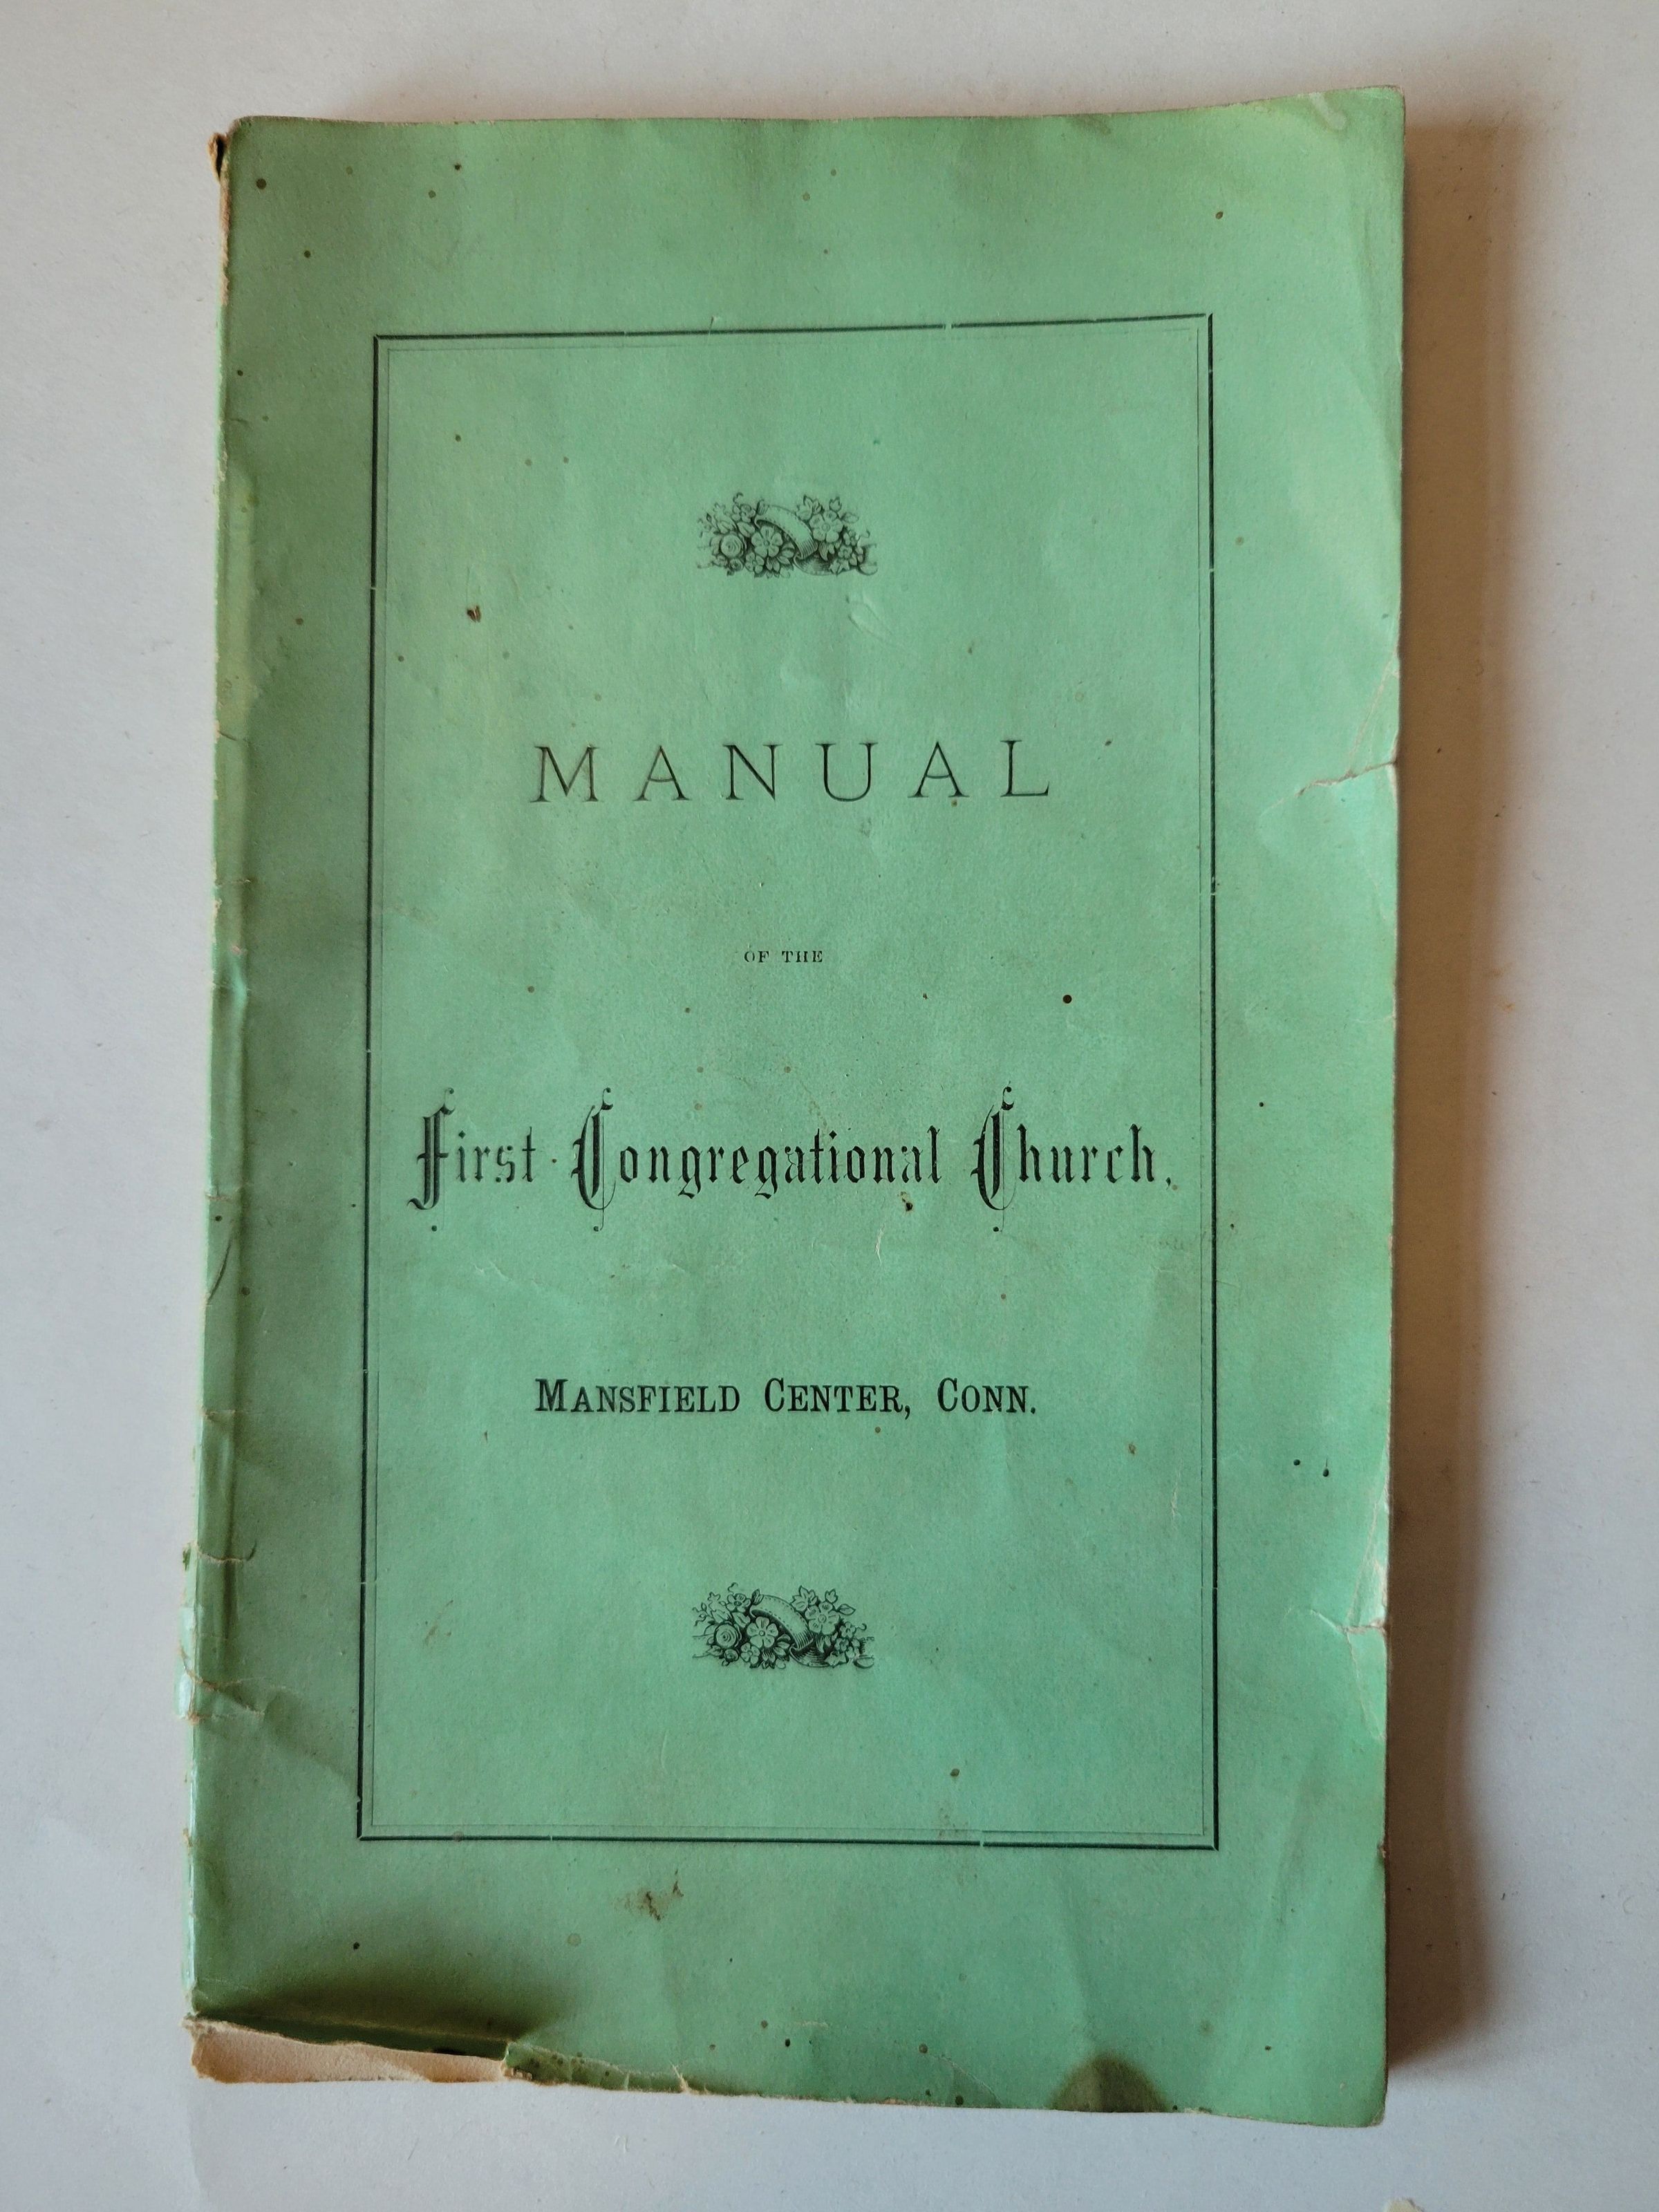 MANUAL
OF THE
First Congregational Church,
MANSFIELD CENTER, CONN.